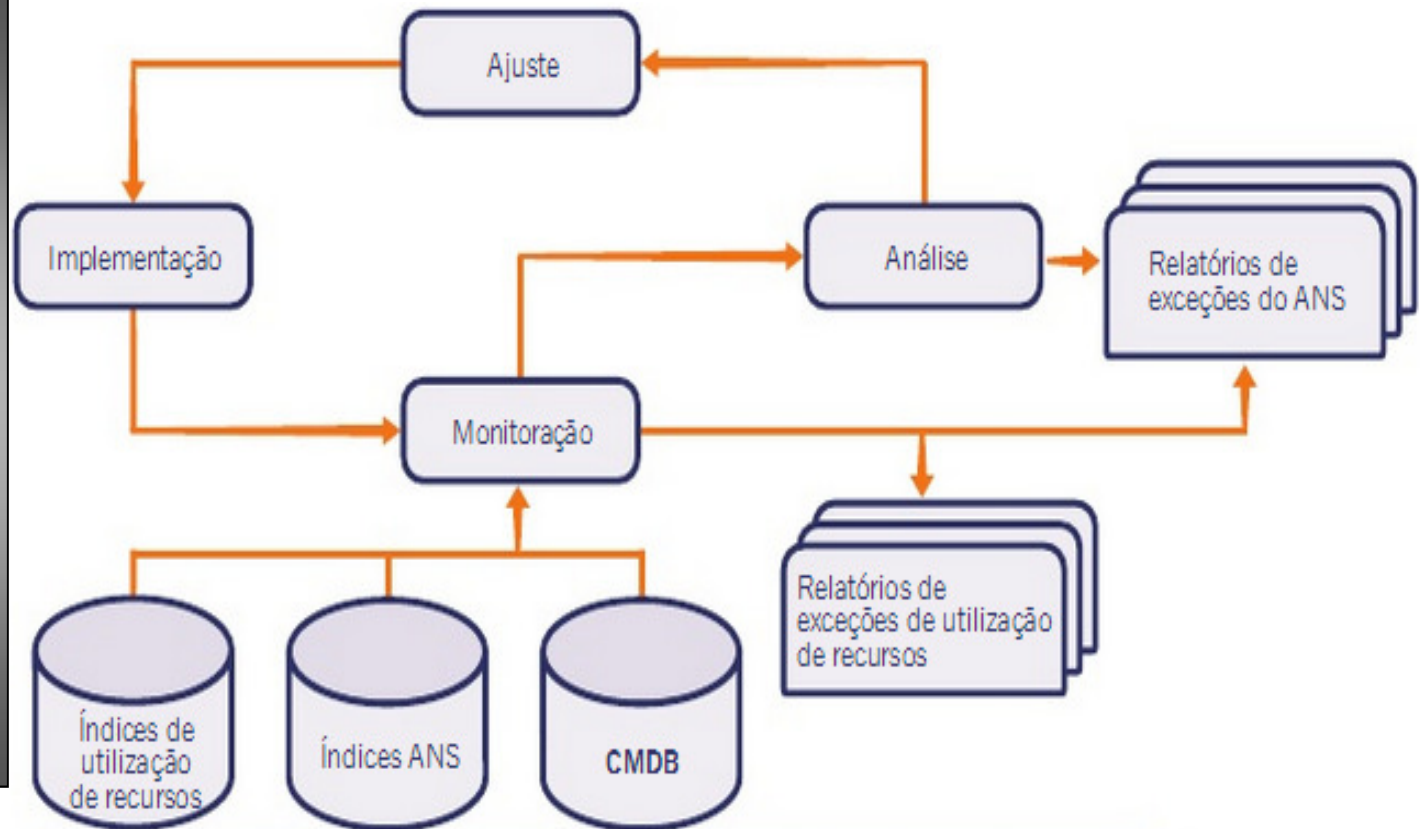 Ajuste
Implementação
Análise
Relatórios de
exceções do ANS
Monitoração
Relatórios de
exceções de utilização
de recursos
Índices de
utilização
de recursos
Índices ANS
CMDB